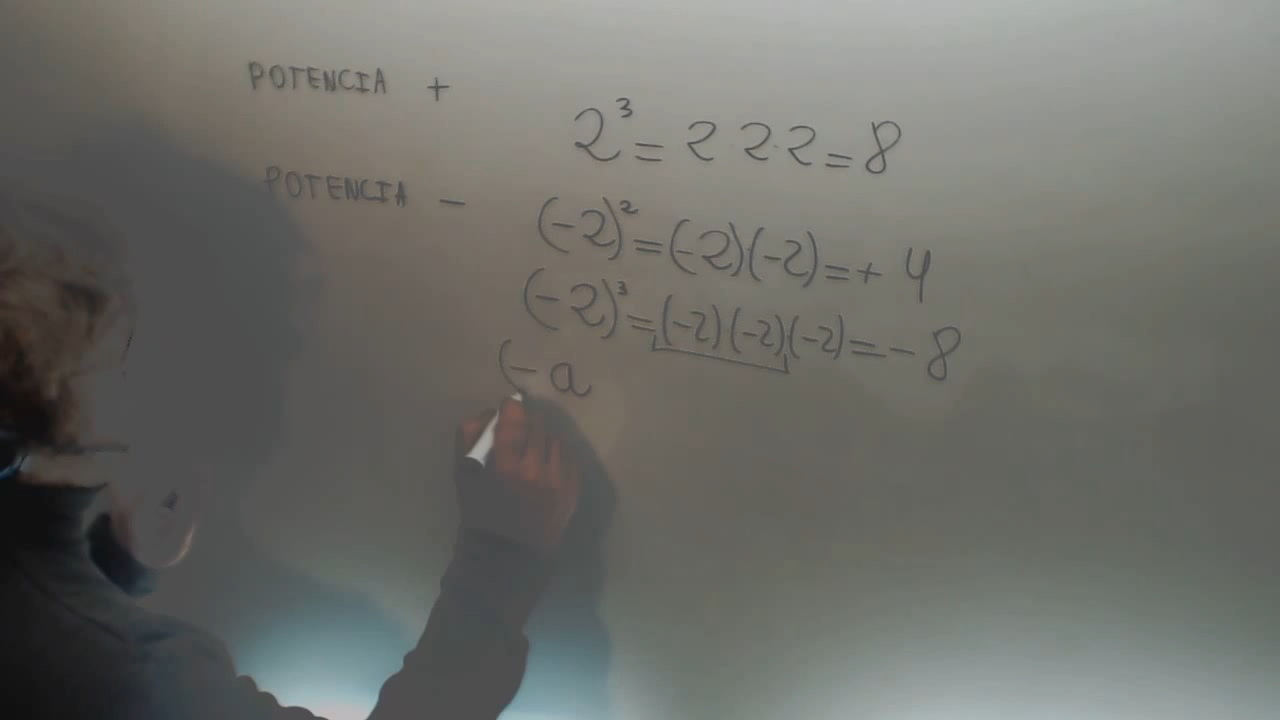 POTENCIA +
2³ = 2 2·2 = 8
POTENCIA −
(-2)² = (-2)(-2) = + 4
(-2)³ = (-2)(-2)(-2) = - 8
(- a